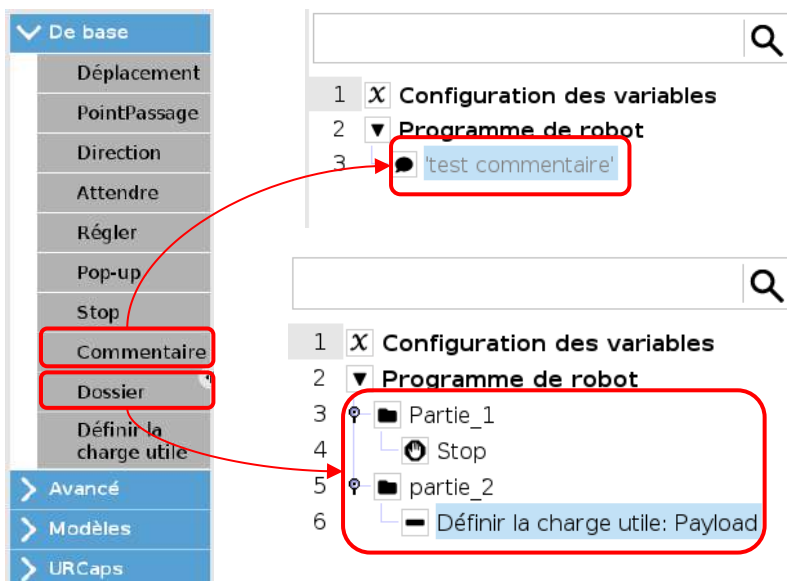 De base
Déplacement
PointPassage
Direction
Attendre
Régler
Pop-up
Stop
Commentaire
Dossier
Définir la
charge utile
Avancé
Modèles
URCaps
1 x Configuration des variables
2 Programme de robot
3 'test commentaire'
1 x Configuration des variables
2 Programme de robot
3 Partie_1
4 Stop
5 partie_2
6 Définir la charge utile: Payload